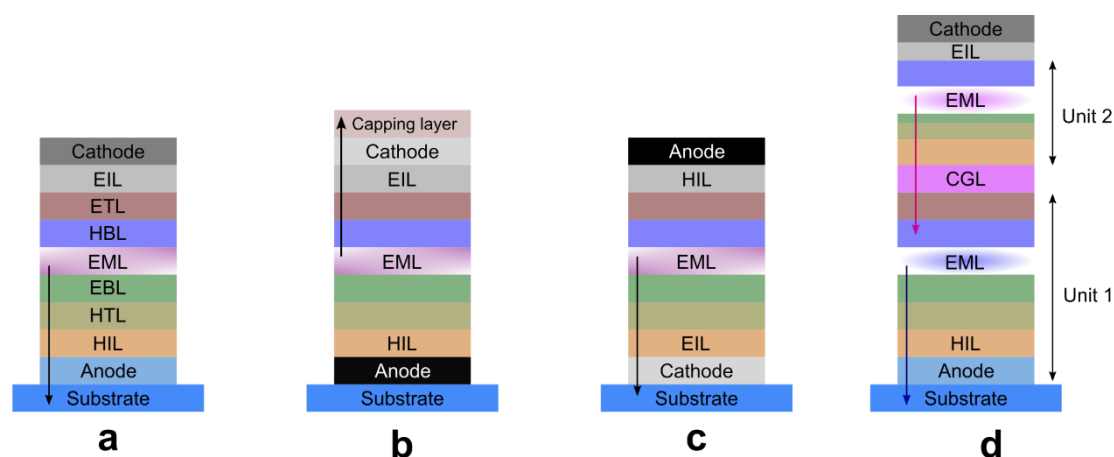 Cathode
EIL
ETL
HBL
EML
EBL
HTL
HIL
Anode
Substrate
a
Capping layer
Cathode
EIL
EML
HIL
Anode
Substrate
b
Anode
HIL
EML
EIL
Cathode
Substrate
c
Cathode
EIL
EML
Unit 2
CGL
EML
Unit 1
HIL
Anode
Substrate
d